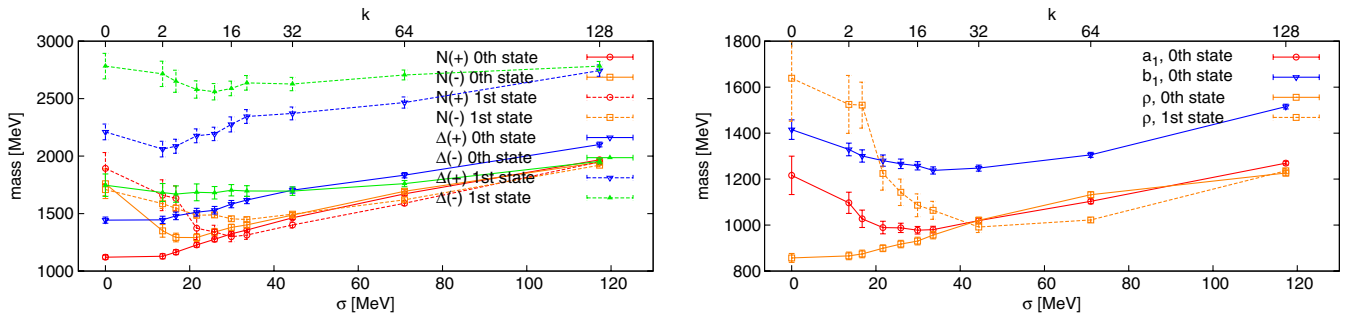 k
0 2 16 32 64 128
3000
2500
2000
1500
1000
mass [MeV]
N(+) 0th state
N(-) 0th state
N(+) 1st state
N(-) 1st state
Δ(+) 0th state
Δ(-) 0th state
Δ(+) 1st state
Δ(-) 1st state
0 20 40 60 80 100 120
σ [MeV]
k
0 2 16 32 64 128
1800
1600
1400
1200
1000
800
mass [MeV]
a₁, 0th state
b₁, 0th state
ρ, 0th state
ρ, 1st state
0 20 40 60 80 100 120
σ [MeV]